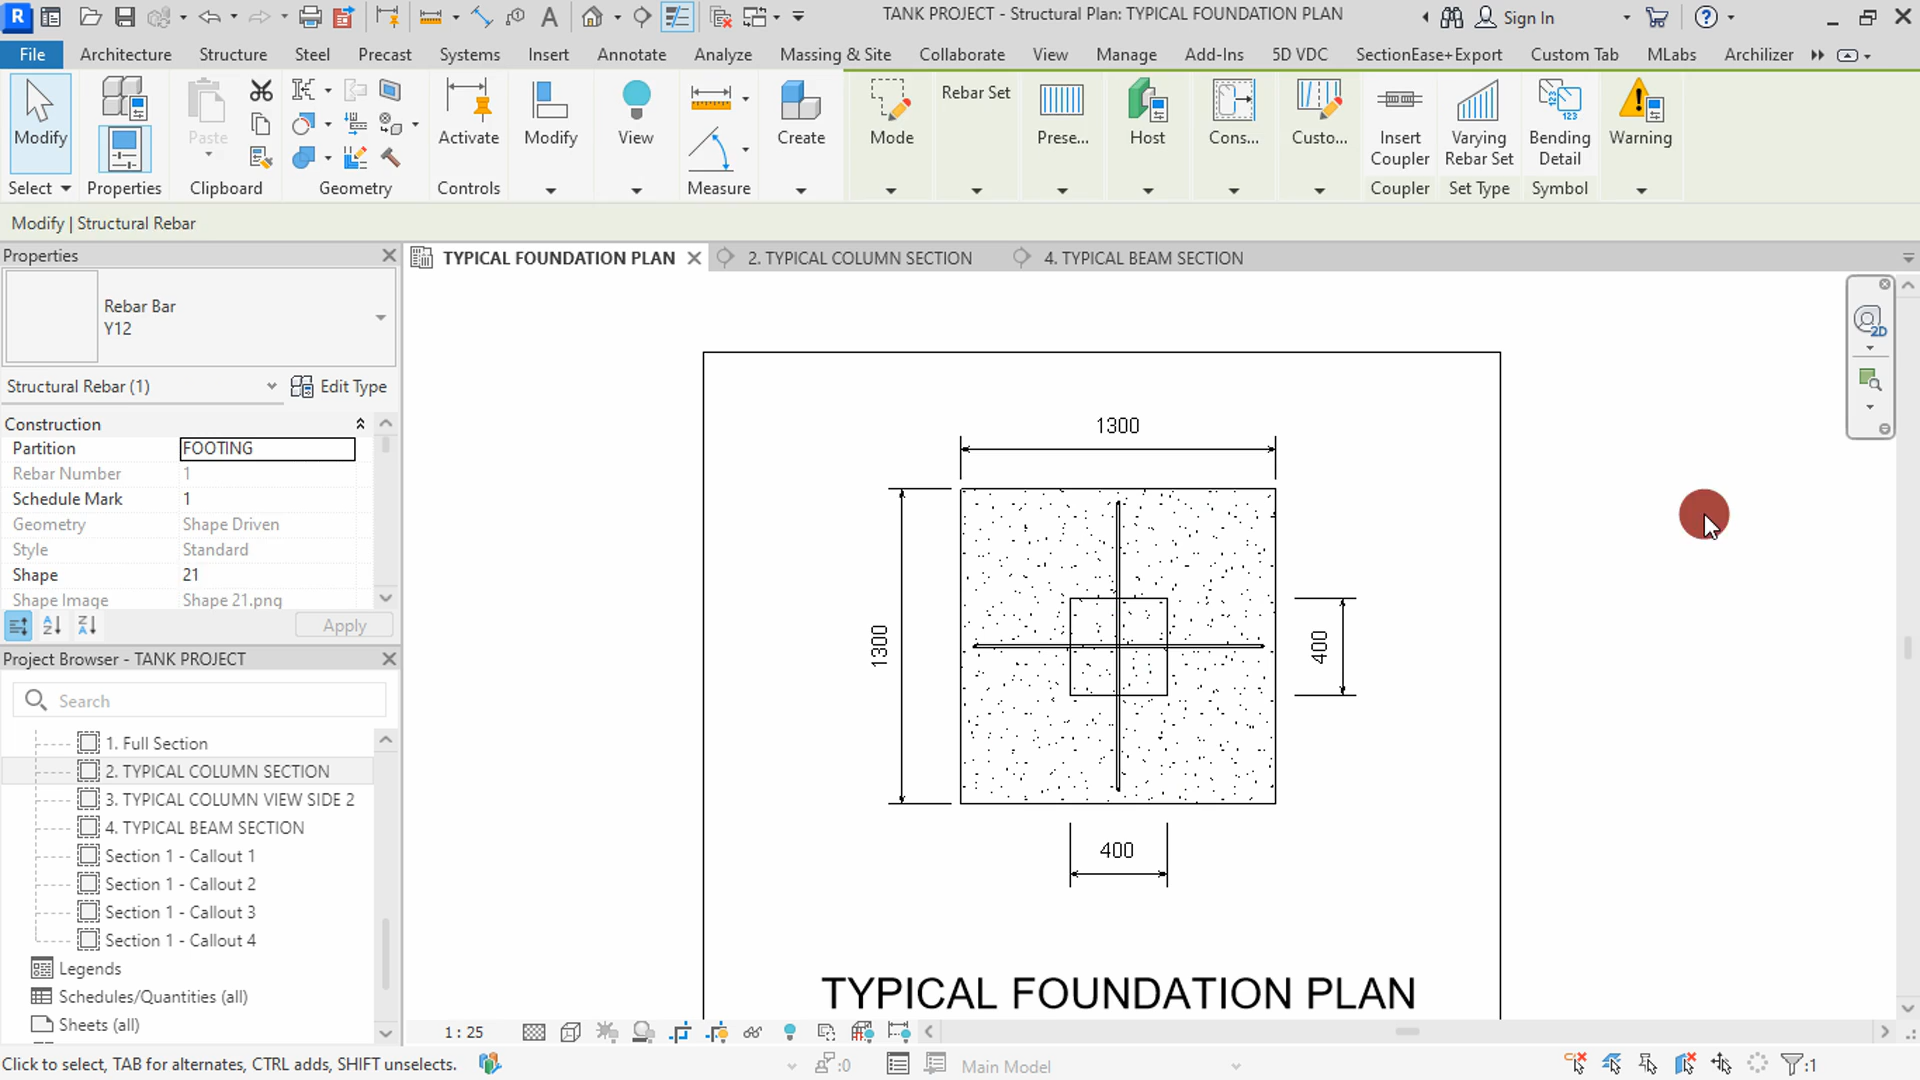 TANK PROJECT - Structural Plan: TYPICAL FOUNDATION PLAN
Sign In
File Architecture Structure Steel Precast Systems Insert Annotate Analyze Massing & Site Collaborate View Manage Add-Ins 5D VDC SectionEase+Export Custom Tab MLabs Archilizer
Modify Paste Activate Modify View Create Mode Rebar Set Prese... Host Cons... Custo... Insert Coupler Varying Rebar Set Bending Detail Warning
Select Properties Clipboard Geometry Controls Measure Coupler Set Type Symbol
Modify | Structural Rebar
Properties
TYPICAL FOUNDATION PLAN 2. TYPICAL COLUMN SECTION 4. TYPICAL BEAM SECTION
Rebar Bar
Y12
Structural Rebar (1) Edit Type
Construction
Partition FOOTING
Rebar Number 1
Schedule Mark 1
Geometry Shape Driven
Style Standard
Shape 21
Shape Image Shape 21.png
Apply
Project Browser - TANK PROJECT
Search
1. Full Section
2. TYPICAL COLUMN SECTION
3. TYPICAL COLUMN VIEW SIDE 2
4. TYPICAL BEAM SECTION
Section 1 - Callout 1
Section 1 - Callout 2
Section 1 - Callout 3
Section 1 - Callout 4
Legends
Schedules/Quantities (all)
Sheets (all)
2D
1300
1300
400
400
TYPICAL FOUNDATION PLAN
1 : 25
Click to select, TAB for alternates, CTRL adds, SHIFT unselects.
:0
Main Model
:1